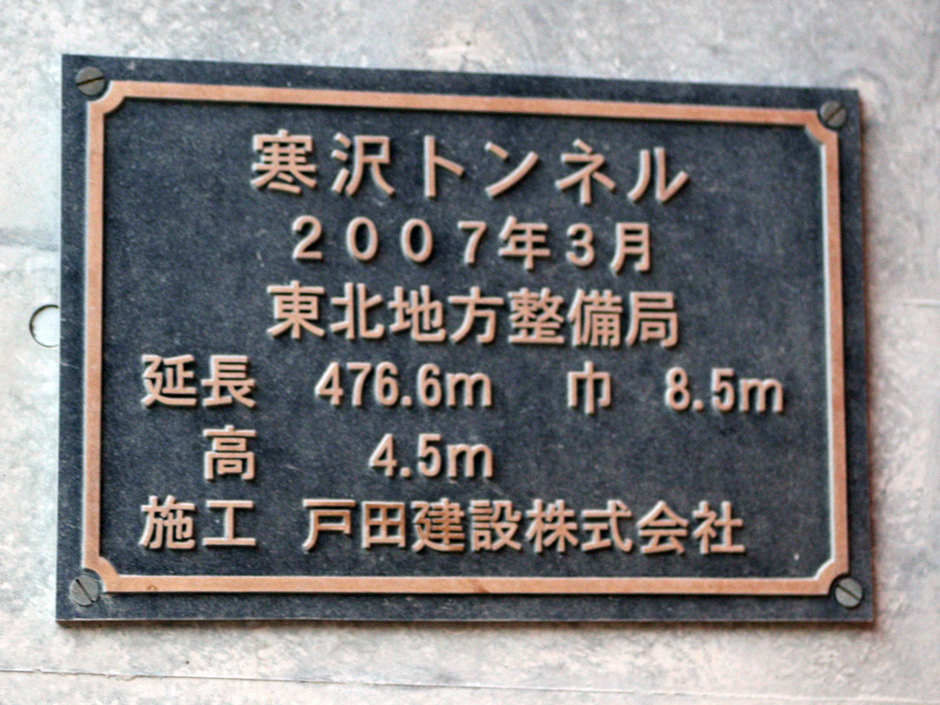 寒沢トンネル
２００７年３月
東北地方整備局
延長 476.6m 巾 8.5m
高 4.5m
施工 戸田建設株式会社